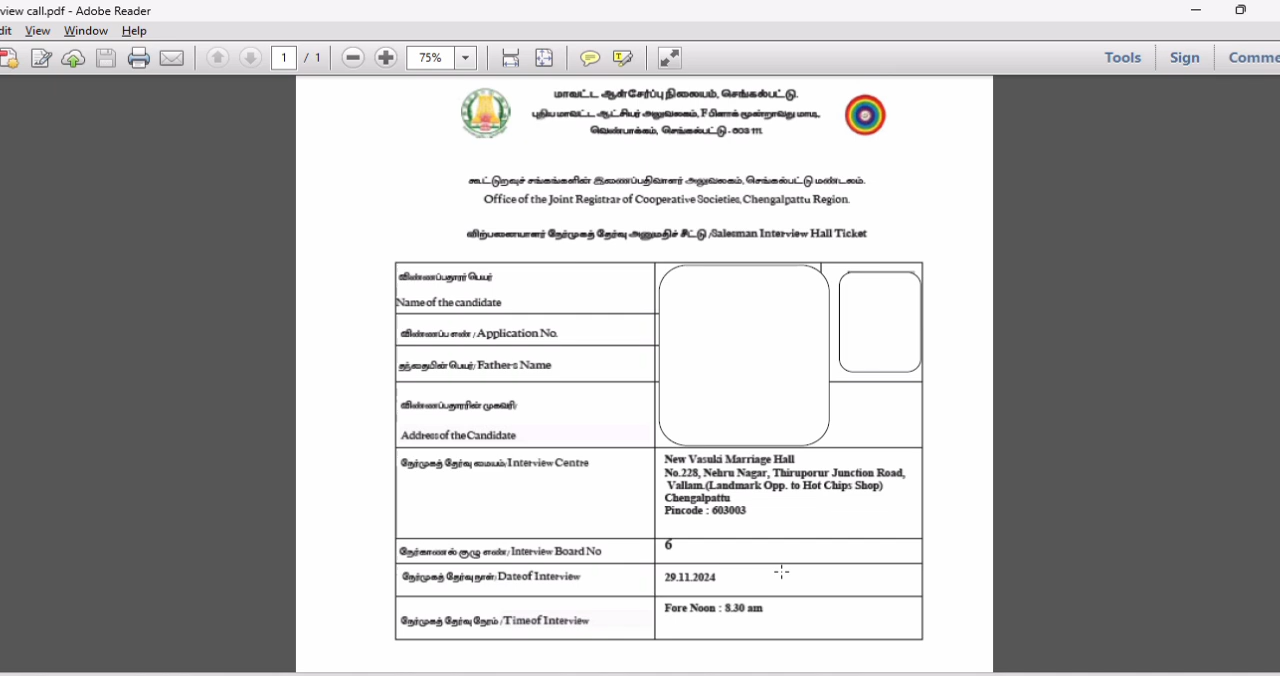 view call.pdf - Adobe Reader
dit View Window Help
1 / 1 75% Tools Sign Comme
மாவட்ட ஆள்சேர்ப்பு நிலையம், செங்கல்பட்டு.
புதிய மாவட்ட ஆட்சியர் அலுவலகம், F பிளாக் மூன்றாவது மாடி,
வெண்பாக்கம், செங்கல்பட்டு - 603 111.
கூட்டுறவுச் சங்கங்களின் இணைப்பதிவாளர் அலுவலகம், செங்கல்பட்டு மண்டலம்.
Office of the Joint Registrar of Cooperative Societies, Chengalpattu Region.
விற்பனையாளர் நேர்முகத் தேர்வு அனுமதிச் சீட்டு /Salesman Interview Hall Ticket
விண்ணப்பதாரர் பெயர்
Name of the candidate
விண்ணப்ப எண் / Application No.
தந்தையின் பெயர்/ Father's Name
விண்ணப்பதாரரின் முகவரி/
Address of the Candidate
நேர்முகத் தேர்வு மையம்/ Interview Centre
New Vasuki Marriage Hall
No.228, Nehru Nagar, Thiruporur Junction Road,
Vallam.(Landmark Opp. to Hot Chips Shop)
Chengalpattu
Pincode : 603003
நேர்காணல் குழு எண்/ Interview Board No
6
நேர்முகத் தேர்வு நாள்/ Date of Interview
29.11.2024
நேர்முகத் தேர்வு நேரம் / Time of Interview
Fore Noon : 8.30 am